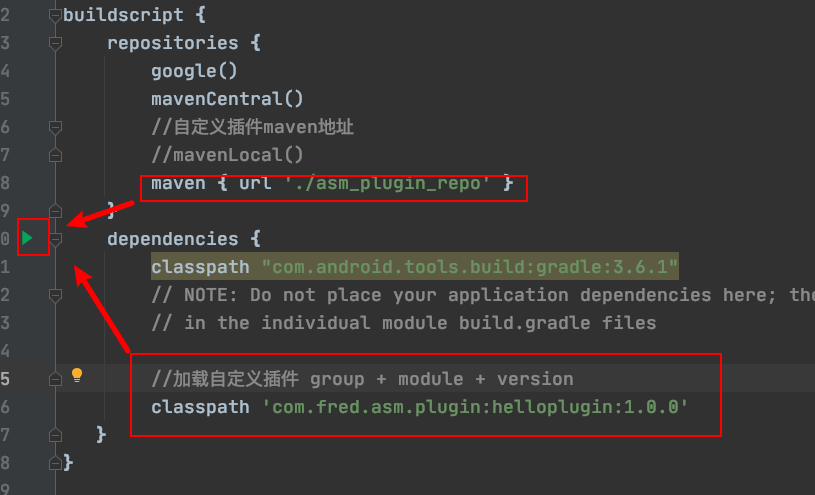 2 buildscript {
3 repositories {
4 google()
5 mavenCentral()
6 //自定义插件maven地址
7 //mavenLocal()
8 maven { url './asm_plugin_repo' }
9 }
0 dependencies {
1 classpath "com.android.tools.build:gradle:3.6.1"
2 // NOTE: Do not place your application dependencies here; the
3 // in the individual module build.gradle files
4
5 //加载自定义插件 group + module + version
6 classpath 'com.fred.asm.plugin:helloplugin:1.0.0'
7 }
8 }
9